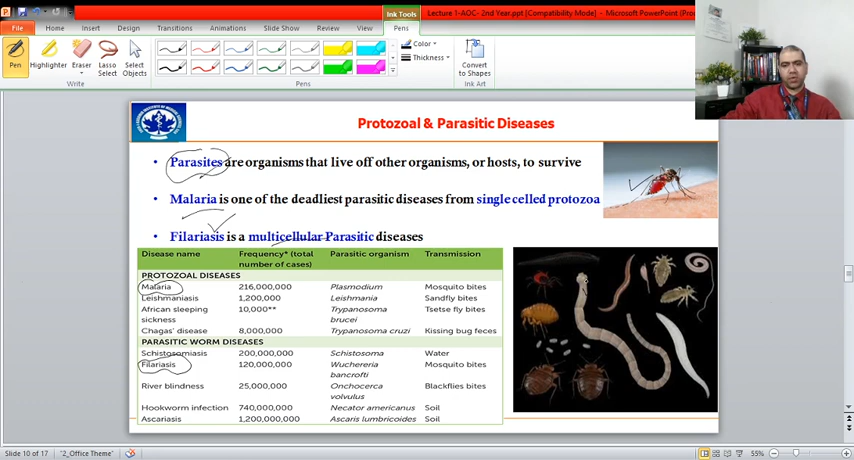 Ink Tools
Lecture 1-AOC- 2nd Year.ppt [Compatibility Mode] - Microsoft PowerPoint (Pro
File Home Insert Design Transitions Animations Slide Show Review View Pens
Pen Highlighter Eraser Lasso Select Select Objects
Color
Thickness
Convert to Shapes
Write Pens Ink Art
Protozoal & Parasitic Diseases
• Parasites are organisms that live off other organisms, or hosts, to survive
• Malaria is one of the deadliest parasitic diseases from single celled protozoa
• Filariasis is a multicellular Parasitic diseases
Disease name Frequency* (total number of cases) Parasitic organism Transmission
PROTOZOAL DISEASES
Malaria 216,000,000 Plasmodium Mosquito bites
Leishmaniasis 1,200,000 Leishmania Sandfly bites
African sleeping sickness 10,000** Trypanosoma brucei Tsetse fly bites
Chagas' disease 8,000,000 Trypanosoma cruzi Kissing bug feces
PARASITIC WORM DISEASES
Schistosomiasis 200,000,000 Schistosoma Water
Filariasis 120,000,000 Wuchereria bancrofti Mosquito bites
River blindness 25,000,000 Onchocerca volvulus Blackflies bites
Hookworm infection 740,000,000 Necator americanus Soil
Ascariasis 1,200,000,000 Ascaris lumbricoides Soil
Slide 10 of 17 "2_Office Theme" 55%